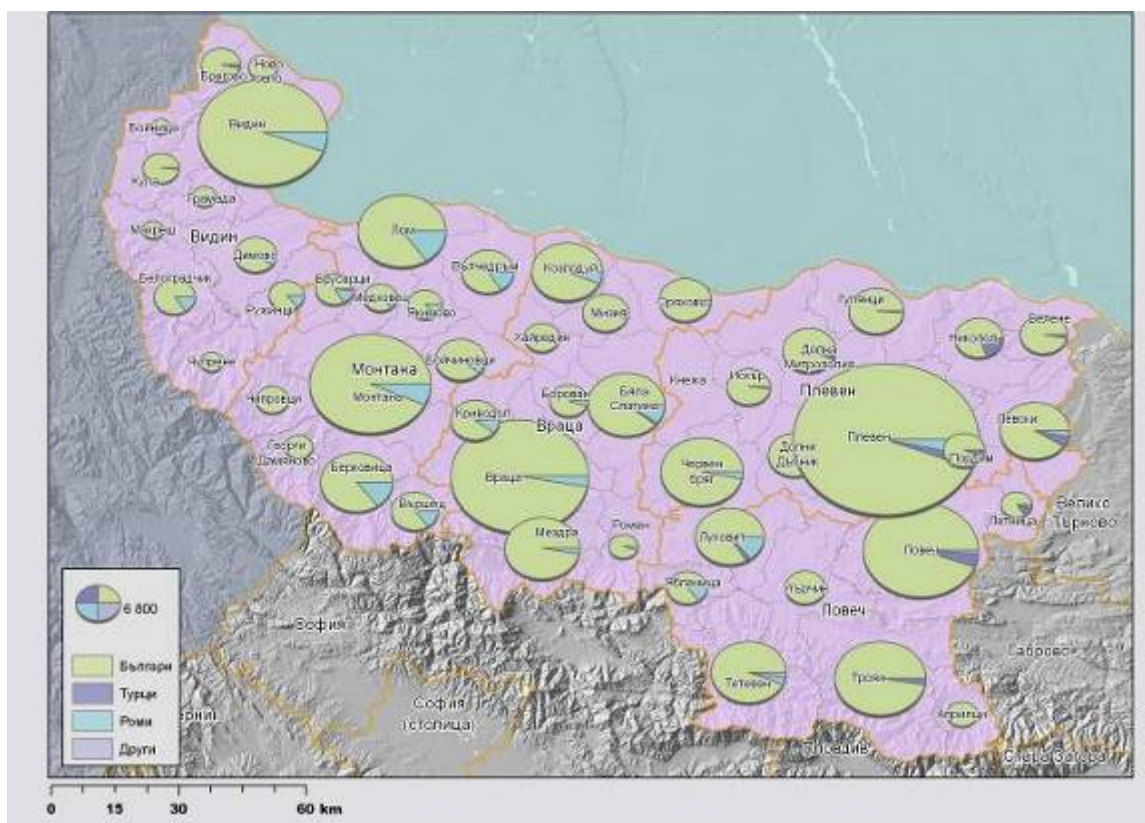 Брегово
Ново село
Видин
Бойница
Кула
Грамада
Макреш
Видин
Димово
Белоградчик
Ружинци
Чупрене
Лом
Вълчедръм
Козлодуй
Брусарци
Медковец
Якимово
Мизия
Оряховo
Хайредин
Гулянци
Никопол
Белене
Долна
Митрополия
Монтана
Монтана
Бойчиновци
Чипровци
Георги
Дамяново
Берковица
Вършец
Криводол
Борован
Бяла
Слатина
Враца
Враца
Кнежа
Искър
Плевен
Плевен
Левски
Пордим
Долни
Дъбник
Червен
бряг
Мездра
Роман
Луковит
Ловеч
Летница
Велико
Търново
Ябланица
Угърчин
Ловеч
Тетевен
Троян
Априлци
Габрово
София
София
(столица)
Перник
Пловдив
Стара Загора
6 800
Българи
Турци
Роми
Други
0 15 30 60 km